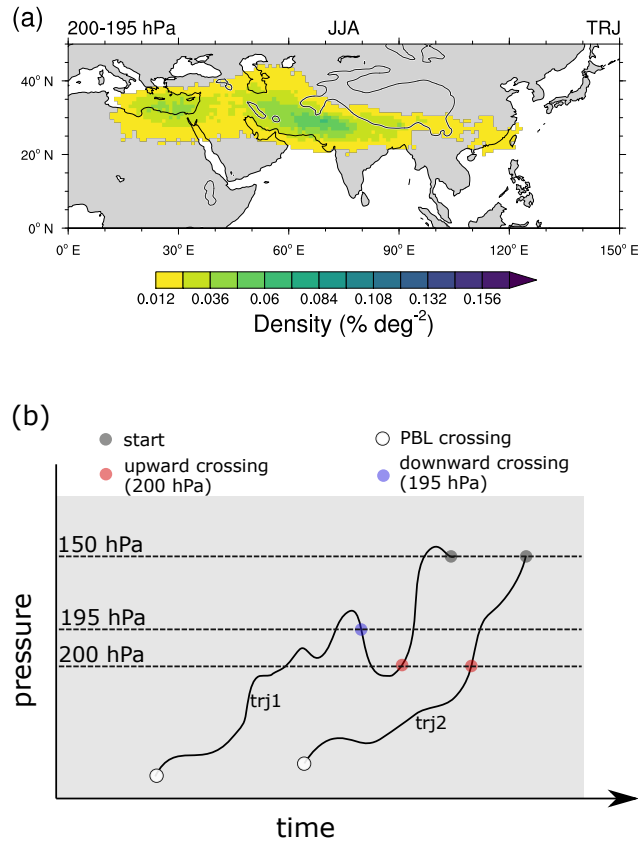 (a)
200-195 hPa JJA TRJ
40° N
20° N
0° N
0° E 30° E 60° E 90° E 120° E 150° E
0.012 0.036 0.06 0.084 0.108 0.132 0.156
Density (% deg⁻²)
(b)
start PBL crossing
upward crossing downward crossing
(200 hPa) (195 hPa)
150 hPa
195 hPa
200 hPa
trj1
trj2
pressure
time